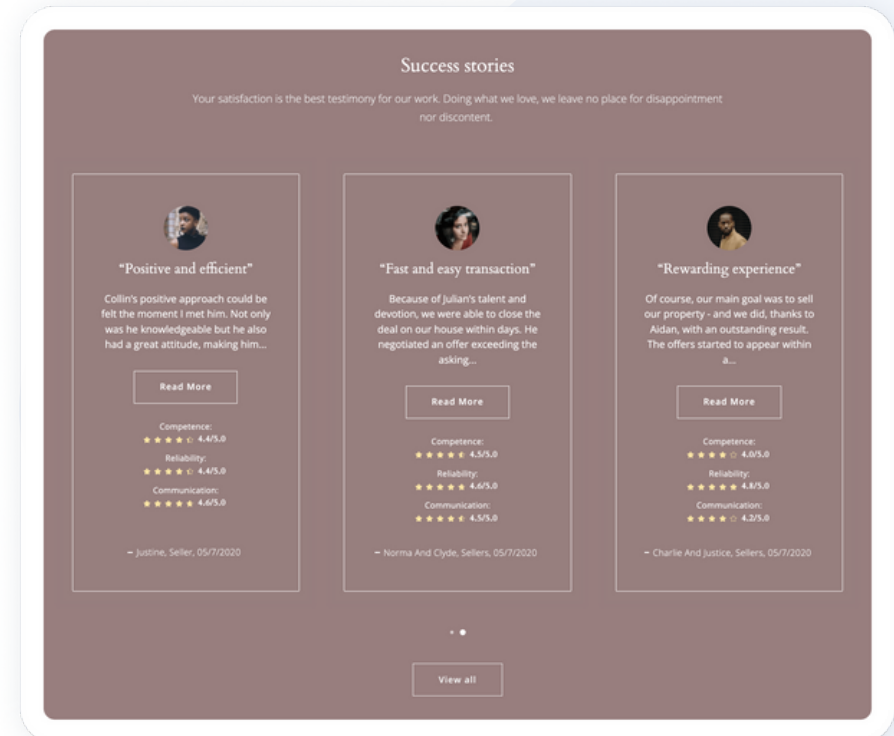 Success stories
Your satisfaction is the best testimony for our work. Doing what we love, we leave no place for disappointment
nor discontent.
“Positive and efficient”
Collin's positive approach could be
felt the moment I met him. Not only
was he knowledgeable but he also
had a great attitude, making him...
Read More
Competence:
4.4/5.0
Reliability:
4.4/5.0
Communication:
4.6/5.0
– Justine, Seller, 05/7/2020
“Fast and easy transaction”
Because of Julian's talent and
devotion, we were able to close the
deal on our house within days. He
negotiated an offer exceeding the
asking...
Read More
Competence:
4.5/5.0
Reliability:
4.6/5.0
Communication:
4.5/5.0
– Norma And Clyde, Sellers, 05/7/2020
“Rewarding experience”
Of course, our main goal was to sell
our property - and we did, thanks to
Aidan, with an outstanding result.
The offers started to appear within
a...
Read More
Competence:
4.0/5.0
Reliability:
4.8/5.0
Communication:
4.2/5.0
– Charlie And Justice, Sellers, 05/7/2020
View all